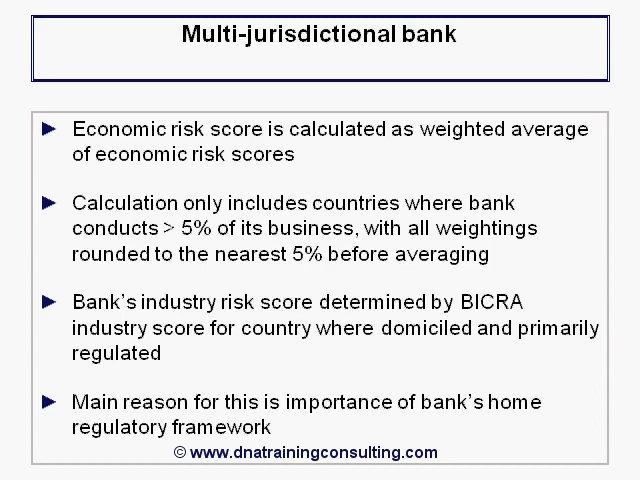 Multi-jurisdictional bank
► Economic risk score is calculated as weighted average
of economic risk scores
► Calculation only includes countries where bank
conducts > 5% of its business, with all weightings
rounded to the nearest 5% before averaging
► Bank's industry risk score determined by BICRA
industry score for country where domiciled and primarily
regulated
► Main reason for this is importance of bank's home
regulatory framework
© www.dnatrainingconsulting.com